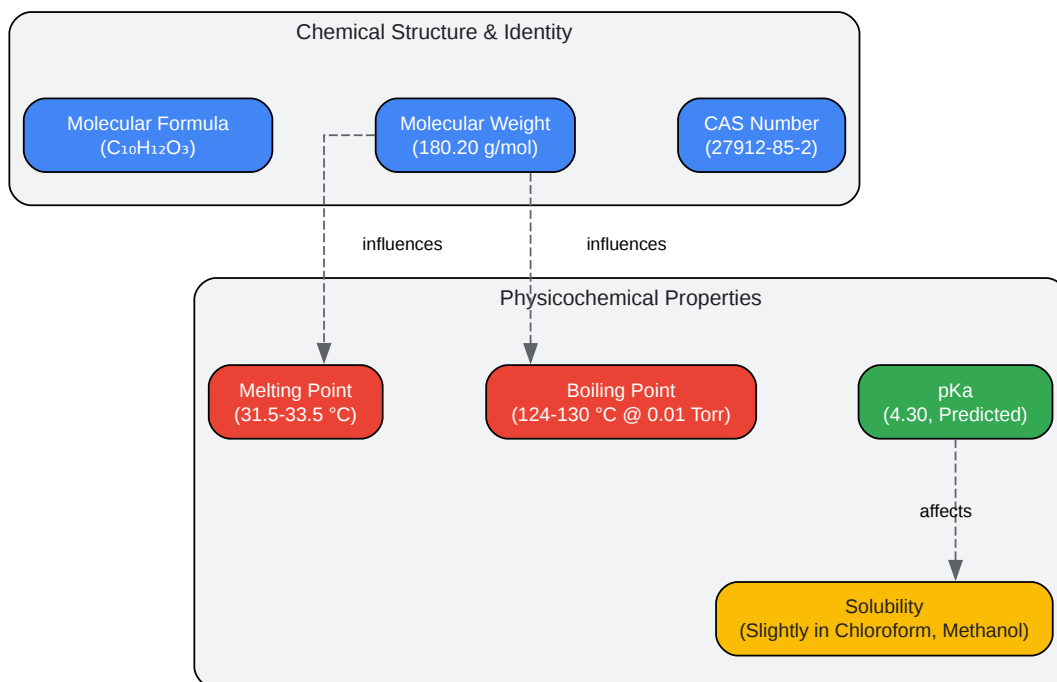 Chemical Structure & Identity
Molecular Formula
(C₁₀H₁₂O₃)
Molecular Weight
(180.20 g/mol)
CAS Number
(27912-85-2)
influences
influences
Physicochemical Properties
Melting Point
(31.5-33.5 °C)
Boiling Point
(124-130 °C @ 0.01 Torr)
pKa
(4.30, Predicted)
affects
Solubility
(Slightly in Chloroform, Methanol)